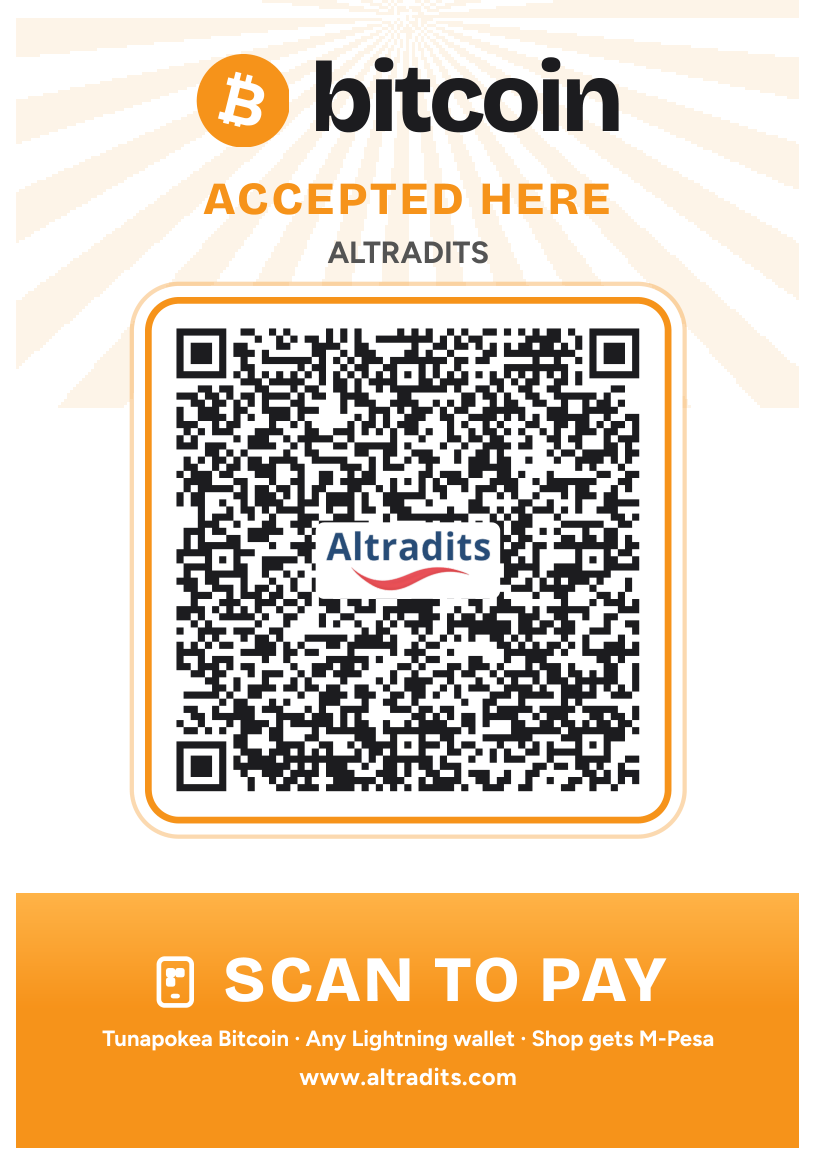 bitcoin
ACCEPTED HERE
ALTRADITS
Altradits
SCAN TO PAY
Tunapokea Bitcoin · Any Lightning wallet · Shop gets M-Pesa
www.altradits.com